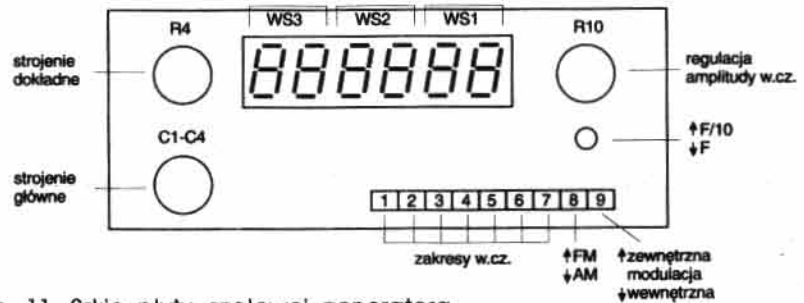 WS3 WS2 WS1
R4
R10
strojenie
dokładne
888888
regulacja
amplitudy w.cz.
C1-C4
↑F/10
↓F
strojenie
główne
1 2 3 4 5 6 7 8 9
zakresy w.cz.
↑FM
↓AM
↑zewnętrzna
modulacja
↓wewnętrzna